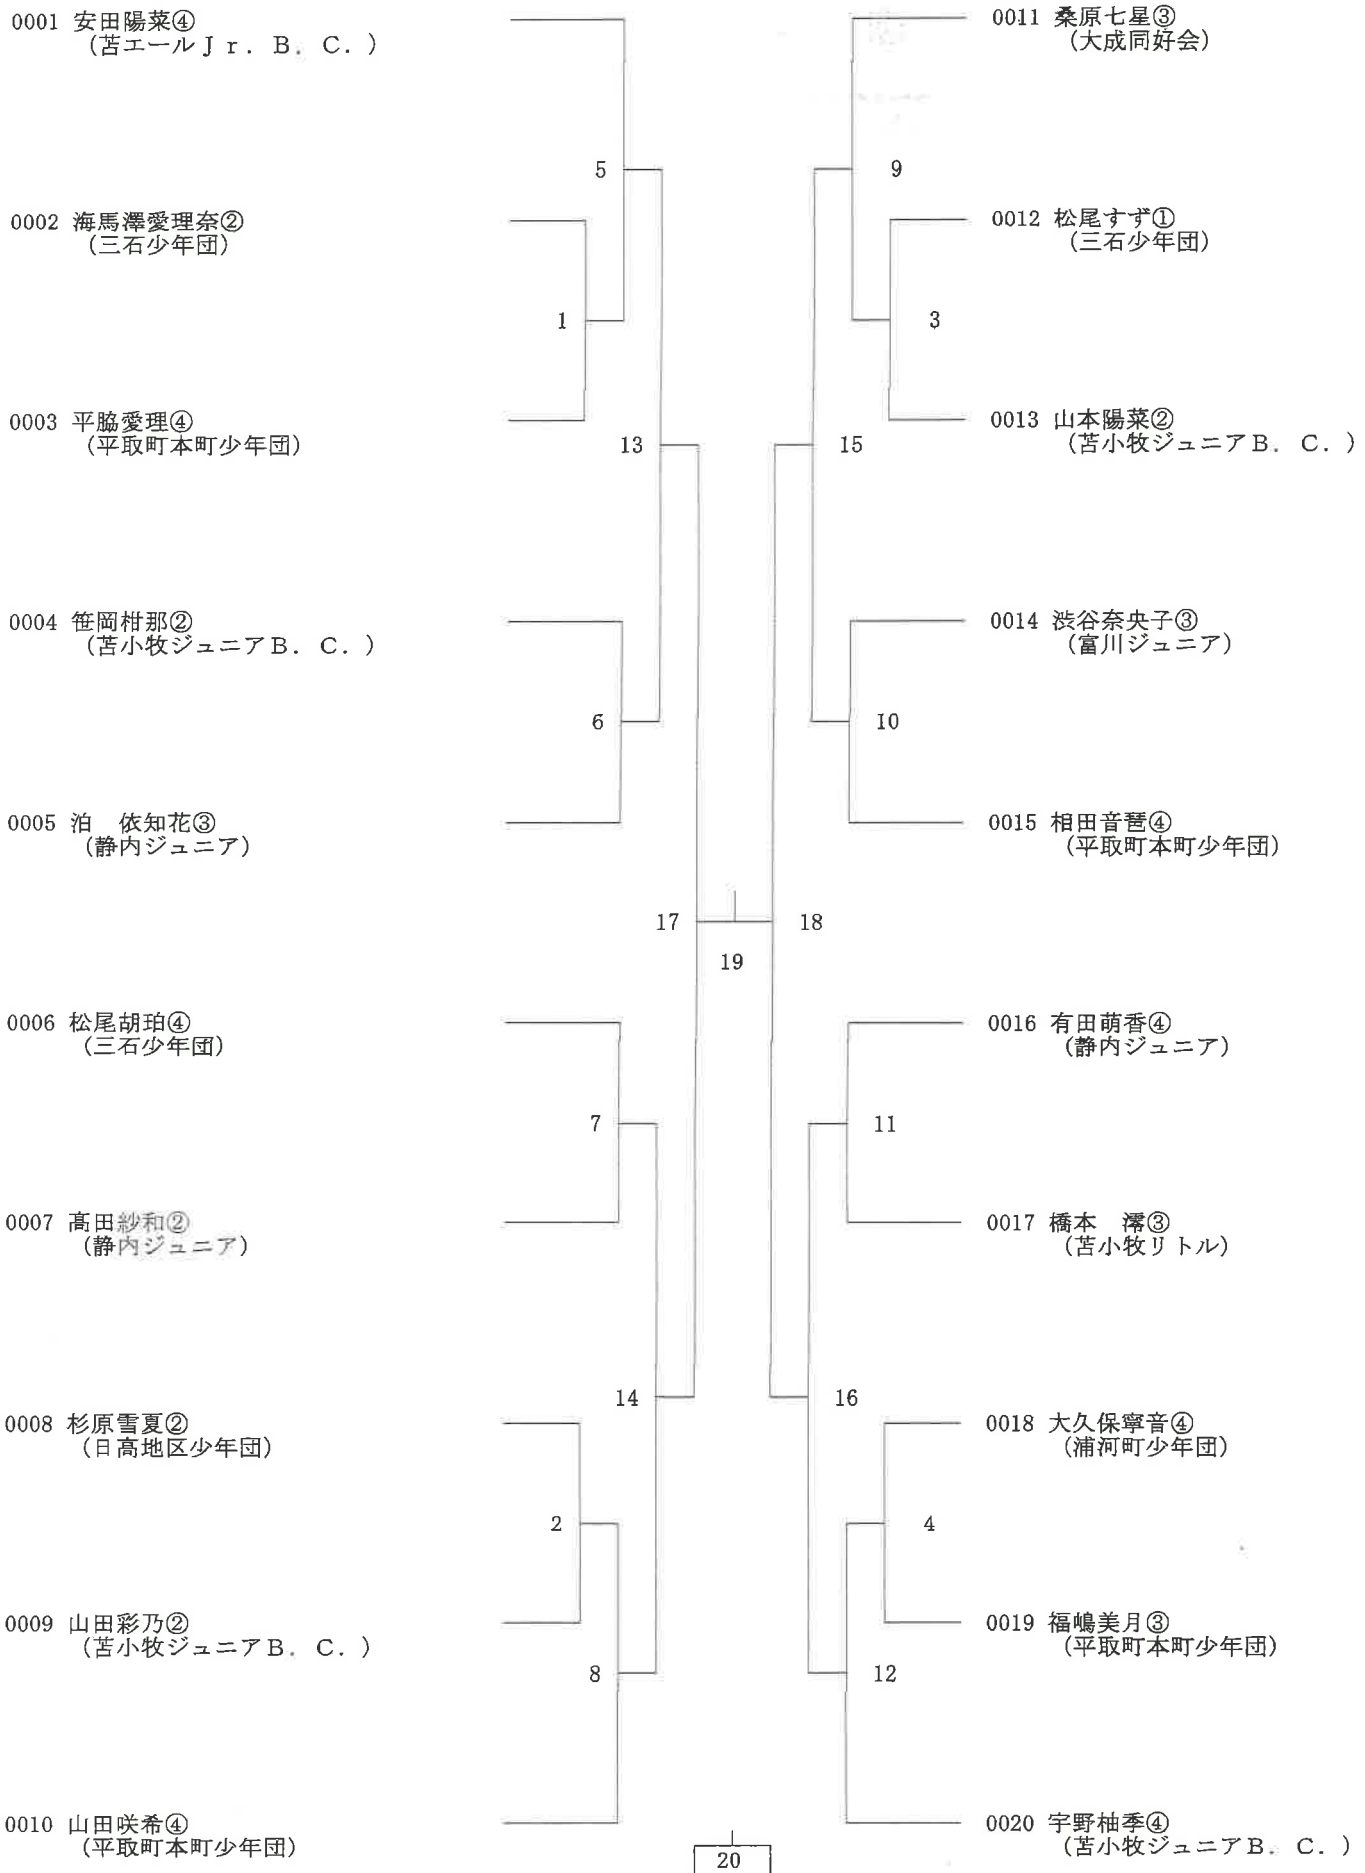 0001 安田陽菜④
(苫エールＪｒ．Ｂ．Ｃ．)
5
0002 海馬澤愛理奈②
(三石少年団)
1
0003 平脇愛理④
(平取町本町少年団)
13
0004 笹岡柑那②
(苫小牧ジュニアＢ．Ｃ．)
6
0005 泊　依知花③
(静内ジュニア)
17
0006 松尾胡珀④
(三石少年団)
7
0007 髙田紗和②
(静内ジュニア)
14
0008 杉原雪夏②
(日高地区少年団)
2
0009 山田彩乃②
(苫小牧ジュニアＢ．Ｃ．)
8
0010 山田咲希④
(平取町本町少年団)
19
20
0011 桑原七星③
(大成同好会)
9
0012 松尾すず①
(三石少年団)
3
0013 山本陽菜②
(苫小牧ジュニアＢ．Ｃ．)
15
0014 渋谷奈央子③
(富川ジュニア)
10
0015 相田音琶④
(平取町本町少年団)
18
0016 有田萌香④
(静内ジュニア)
11
0017 橋本　澪③
(苫小牧リトル)
16
0018 大久保寧音④
(浦河町少年団)
4
0019 福嶋美月③
(平取町本町少年団)
12
0020 宇野柚季④
(苫小牧ジュニアＢ．Ｃ．)